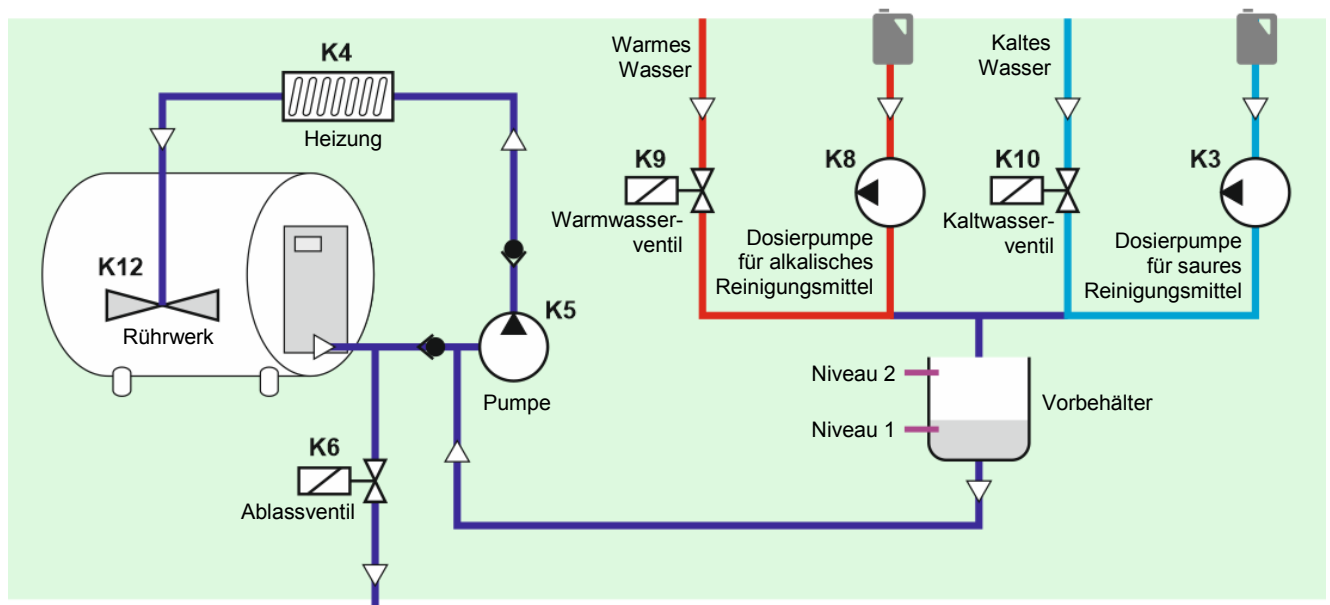 K4
Heizung
K12
Rührwerk
K5
Pumpe
K6
Ablassventil
Warmes
Wasser
K9
Warmwasser-
ventil
K8
Dosierpumpe
für alkalisches
Reinigungsmittel
Kaltes
Wasser
K10
Kaltwasser-
ventil
K3
Dosierpumpe
für saures
Reinigungsmittel
Niveau 2
Niveau 1
Vorbehälter